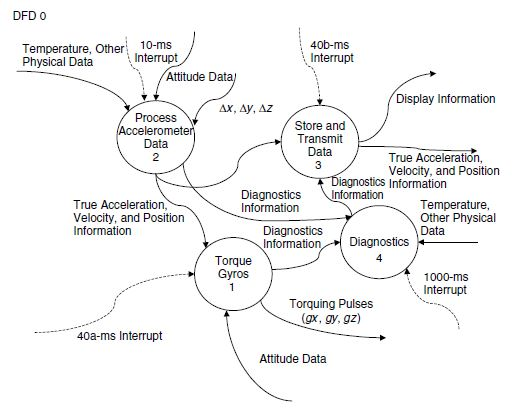 DFD 0
Temperature, Other
Physical Data
10-ms
Interrupt
Attitude Data
Δx, Δy, Δz
40b-ms
Interrupt
Display Information
Process
Accelerometer
Data
2
Store and
Transmit
Data
3
True Acceleration,
Velocity, and Position
Information
Diagnostics
Information
True Acceleration,
Velocity, and Position
Information
Diagnostics
Information
Temperature,
Other Physical
Data
Diagnostics
Information
Diagnostics
4
Torque
Gyros
1
1000-ms
Interrupt
Torquing Pulses
(gx, gy, gz)
40a-ms Interrupt
Attitude Data